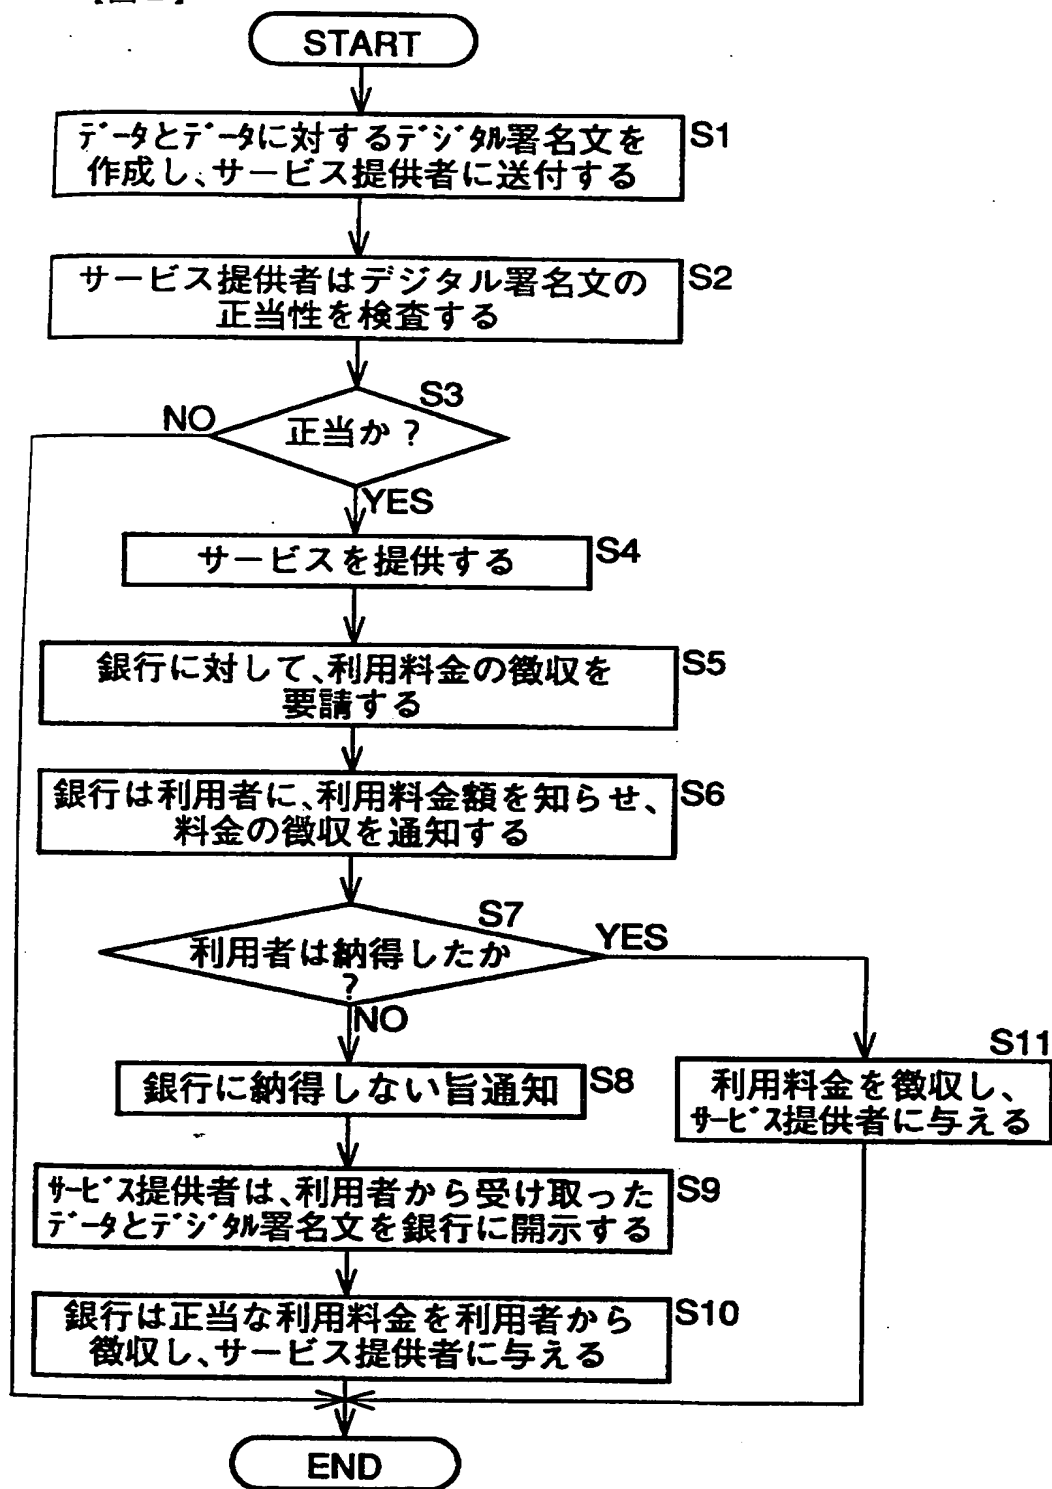 START
データとデータに対するデジタル署名文を
作成し、サービス提供者に送付する
S1
サービス提供者はデジタル署名文の
正当性を検査する
S2
S3
NO
正当か?
YES
サービスを提供する
S4
銀行に対して、利用料金の徴収を
要請する
S5
銀行は利用者に、利用料金額を知らせ、
料金の徴収を通知する
S6
S7
利用者は納得したか
?
YES
NO
銀行に納得しない旨通知
S8
S11
利用料金を徴収し、
サービス提供者に与える
サービス提供者は、利用者から受け取った
データとデジタル署名文を銀行に開示する
S9
銀行は正当な利用料金を利用者から
徴収し、サービス提供者に与える
S10
END